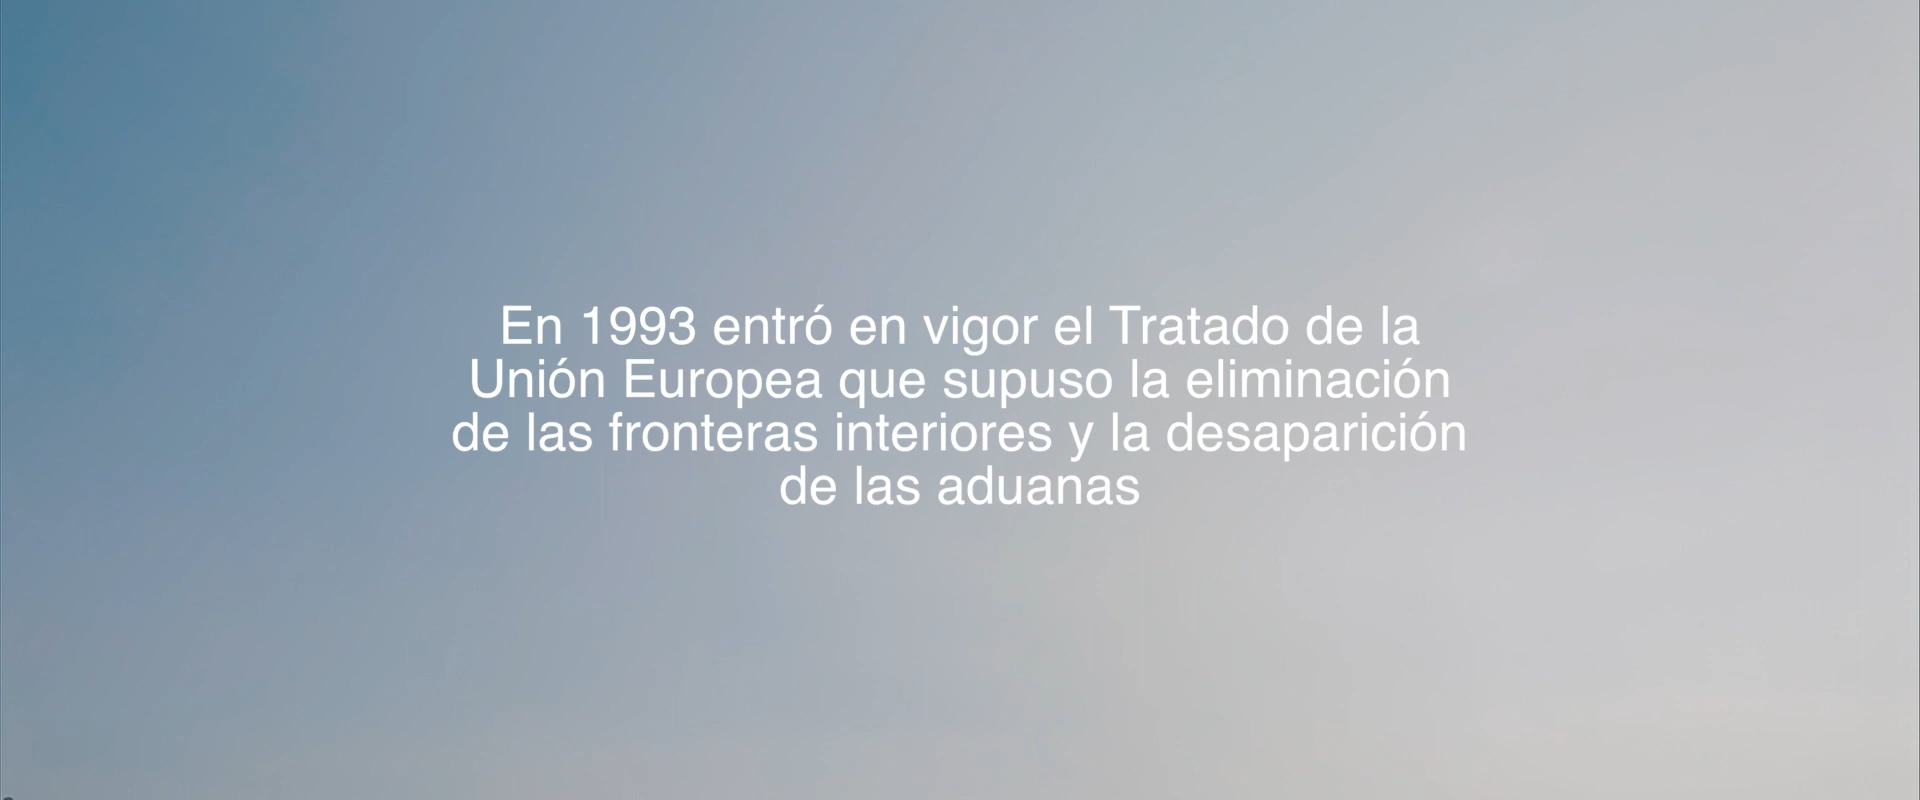 En 1993 entró en vigor el Tratado de la
Unión Europea que supuso la eliminación
de las fronteras interiores y la desaparición
de las aduanas